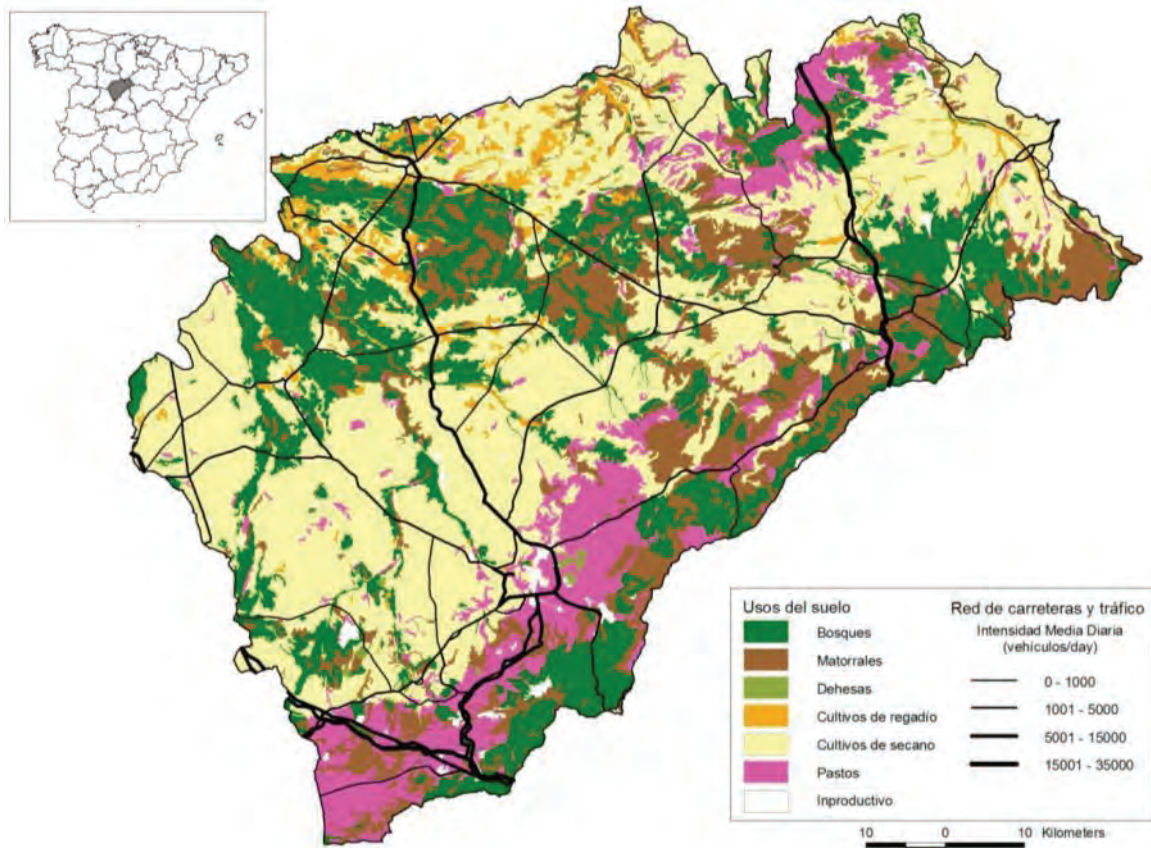 Usos del suelo
Bosques
Matorrales
Dehesas
Cultivos de regadío
Cultivos de secano
Pastos
Inproductivo
Red de carreteras y tráfico
Intensidad Media Diaria
(vehículos/day)
0 - 1000
1001 - 5000
5001 - 15000
15001 - 35000
10 0 10 Kilometers